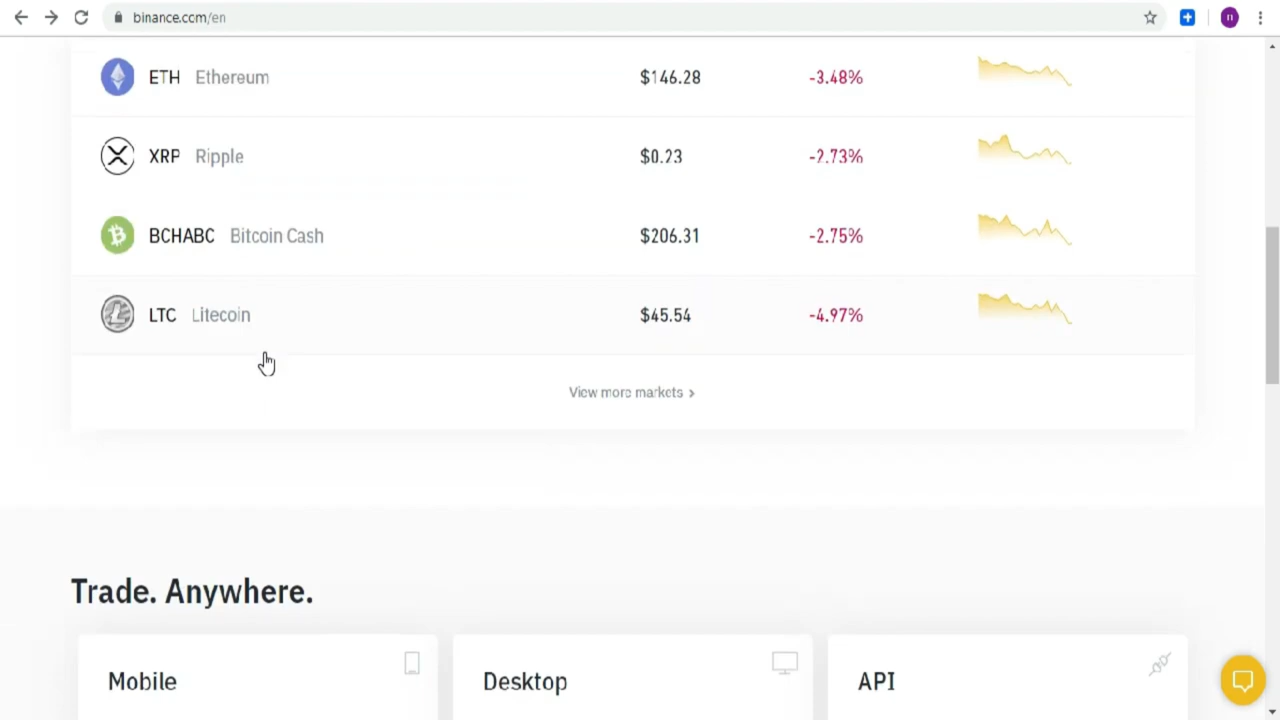 binance.com/en
n
ETH Ethereum $146.28 -3.48%
XRP Ripple $0.23 -2.73%
BCHABC Bitcoin Cash $206.31 -2.75%
LTC Litecoin $45.54 -4.97%
View more markets >
Trade. Anywhere.
Mobile Desktop API